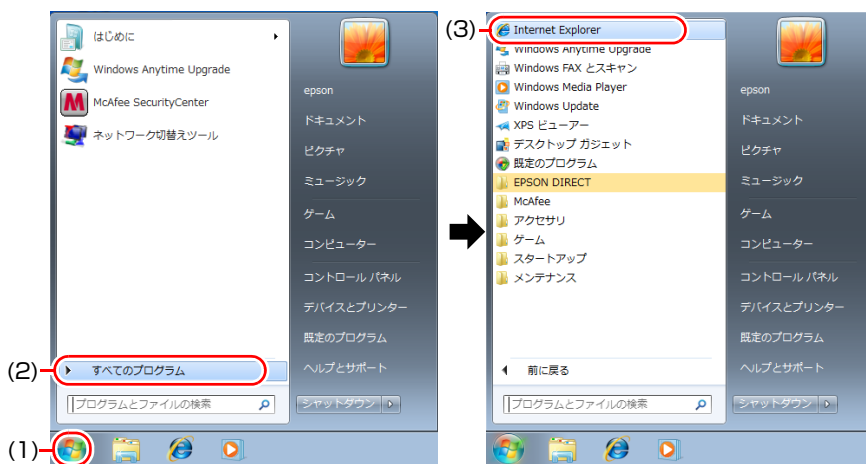 はじめに
Windows Anytime Upgrade
McAfee SecurityCenter
ネットワーク切替えツール
epson
ドキュメント
ピクチャ
ミュージック
ゲーム
コンピューター
コントロール パネル
デバイスとプリンター
既定のプログラム
ヘルプとサポート
(2)
すべてのプログラム
プログラムとファイルの検索
シャットダウン
(1)
(3)
Internet Explorer
Windows Anytime Upgrade
Windows FAX とスキャン
Windows Media Player
Windows Update
XPS ビューアー
デスクトップ ガジェット
既定のプログラム
EPSON DIRECT
McAfee
アクセサリ
ゲーム
スタートアップ
メンテナンス
前に戻る
プログラムとファイルの検索
epson
ドキュメント
ピクチャ
ミュージック
ゲーム
コンピューター
コントロール パネル
デバイスとプリンター
既定のプログラム
ヘルプとサポート
シャットダウン